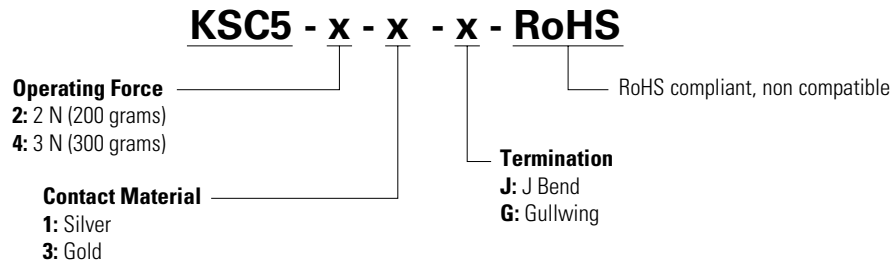 KSC5 - x - x - x - RoHS
Operating Force
2: 2 N (200 grams)
4: 3 N (300 grams)
RoHS compliant, non compatible
Termination
J: J Bend
G: Gullwing
Contact Material
1: Silver
3: Gold